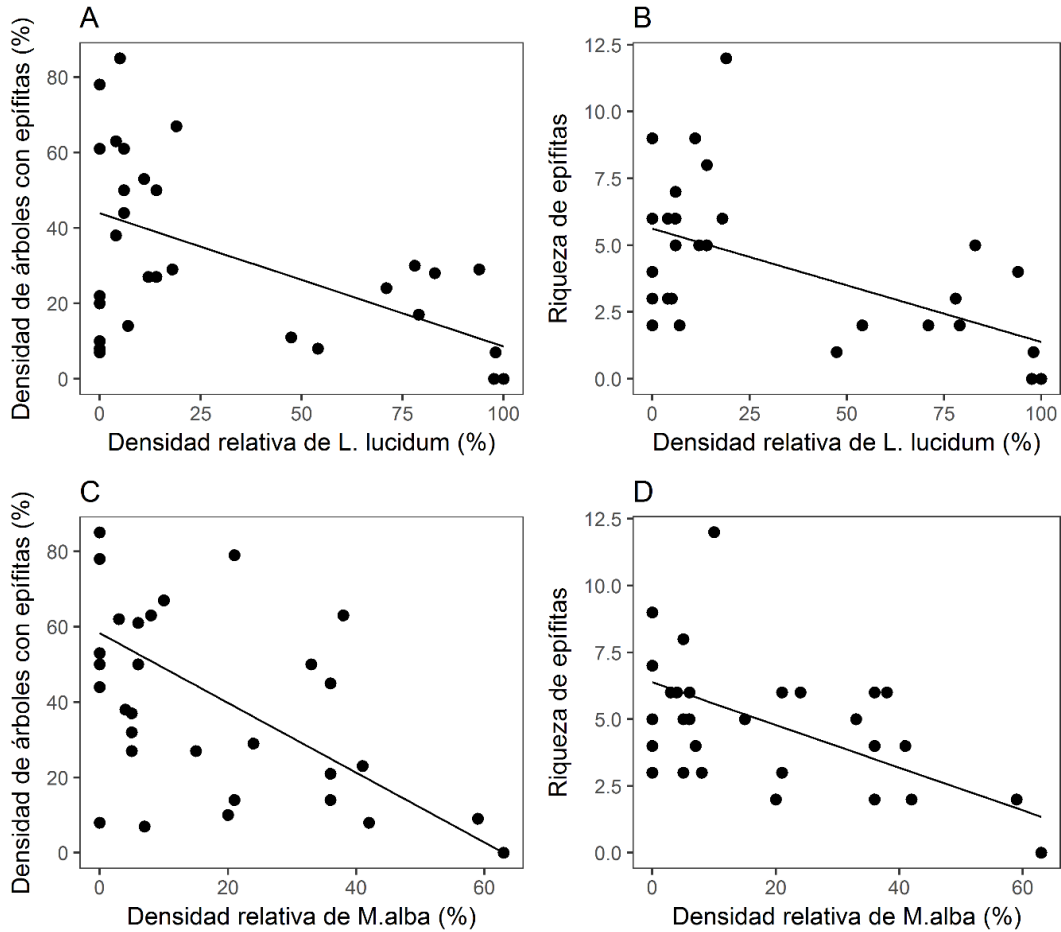 A
Densidad de árboles con epífitas (%)
80
60
40
20
0
0 25 50 75 100
Densidad relativa de L. lucidum (%)
B
Riqueza de epífitas
12.5
10.0
7.5
5.0
2.5
0.0
0 25 50 75 100
Densidad relativa de L. lucidum (%)
C
Densidad de árboles con epífitas (%)
80
60
40
20
0
0 20 40 60
Densidad relativa de M.alba (%)
D
Riqueza de epífitas
12.5
10.0
7.5
5.0
2.5
0.0
0 20 40 60
Densidad relativa de M.alba (%)